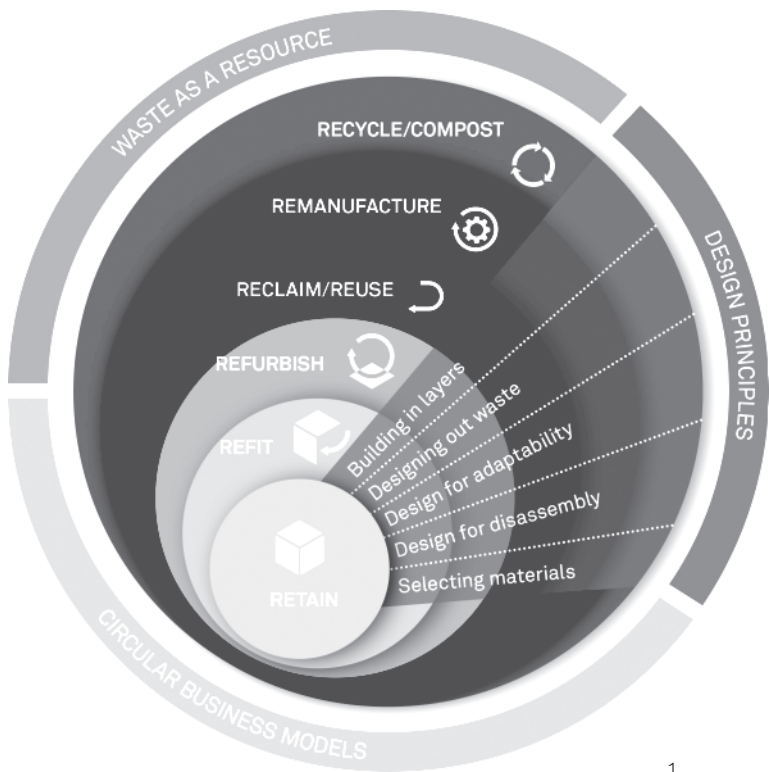 WASTE AS A RESOURCE
RECYCLE/COMPOST
REMANUFACTURE
RECLAIM/REUSE
REFURBISH
REFIT
RETAIN
Building in layers
Designing out waste
Design for adaptability
Design for disassembly
Selecting materials
DESIGN PRINCIPLES
CIRCULAR BUSINESS MODELS
1